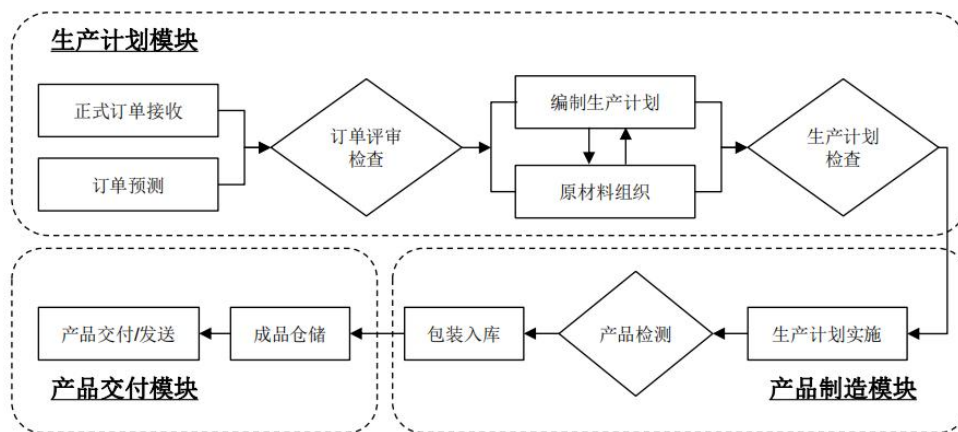 生产计划模块
正式订单接收
订单预测
订单评审
检查
编制生产计划
原材料组织
生产计划
检查
产品交付/发送
成品仓储
包装入库
产品检测
生产计划实施
产品交付模块
产品制造模块